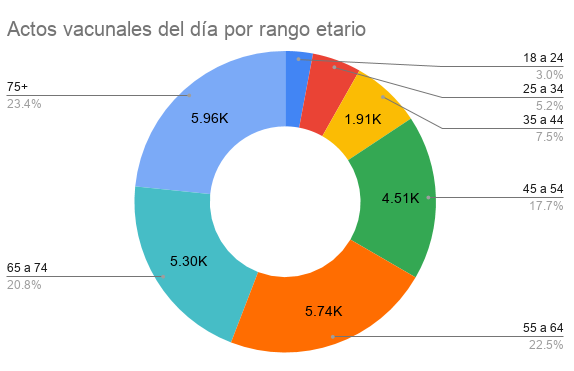 Actos vacunales del día por rango etario
18 a 24
3.0%
25 a 34
5.2%
35 a 44
7.5%
1.91K
45 a 54
17.7%
4.51K
55 a 64
22.5%
5.74K
65 a 74
20.8%
5.30K
75+
23.4%
5.96K